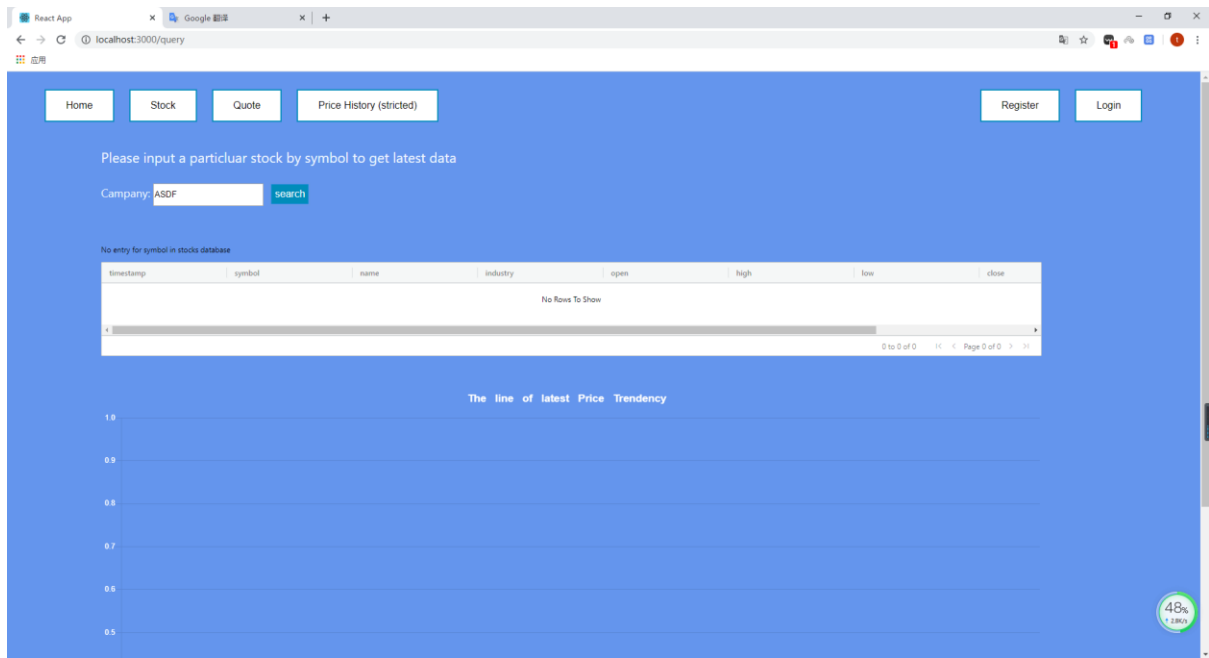 React App
Google 翻译
localhost:3000/query
应用
Home Stock Quote Price History (stricted) Register Login
Please input a particluar stock by symbol to get latest data
Campany: ASDF search
No entry for symbol in stocks database
timestamp symbol name industry open high low close
No Rows To Show
0 to 0 of 0 Page 0 of 0
The line of latest Price Trendency
1.0
0.9
0.8
0.7
0.6
0.5
48%
2.8K/s